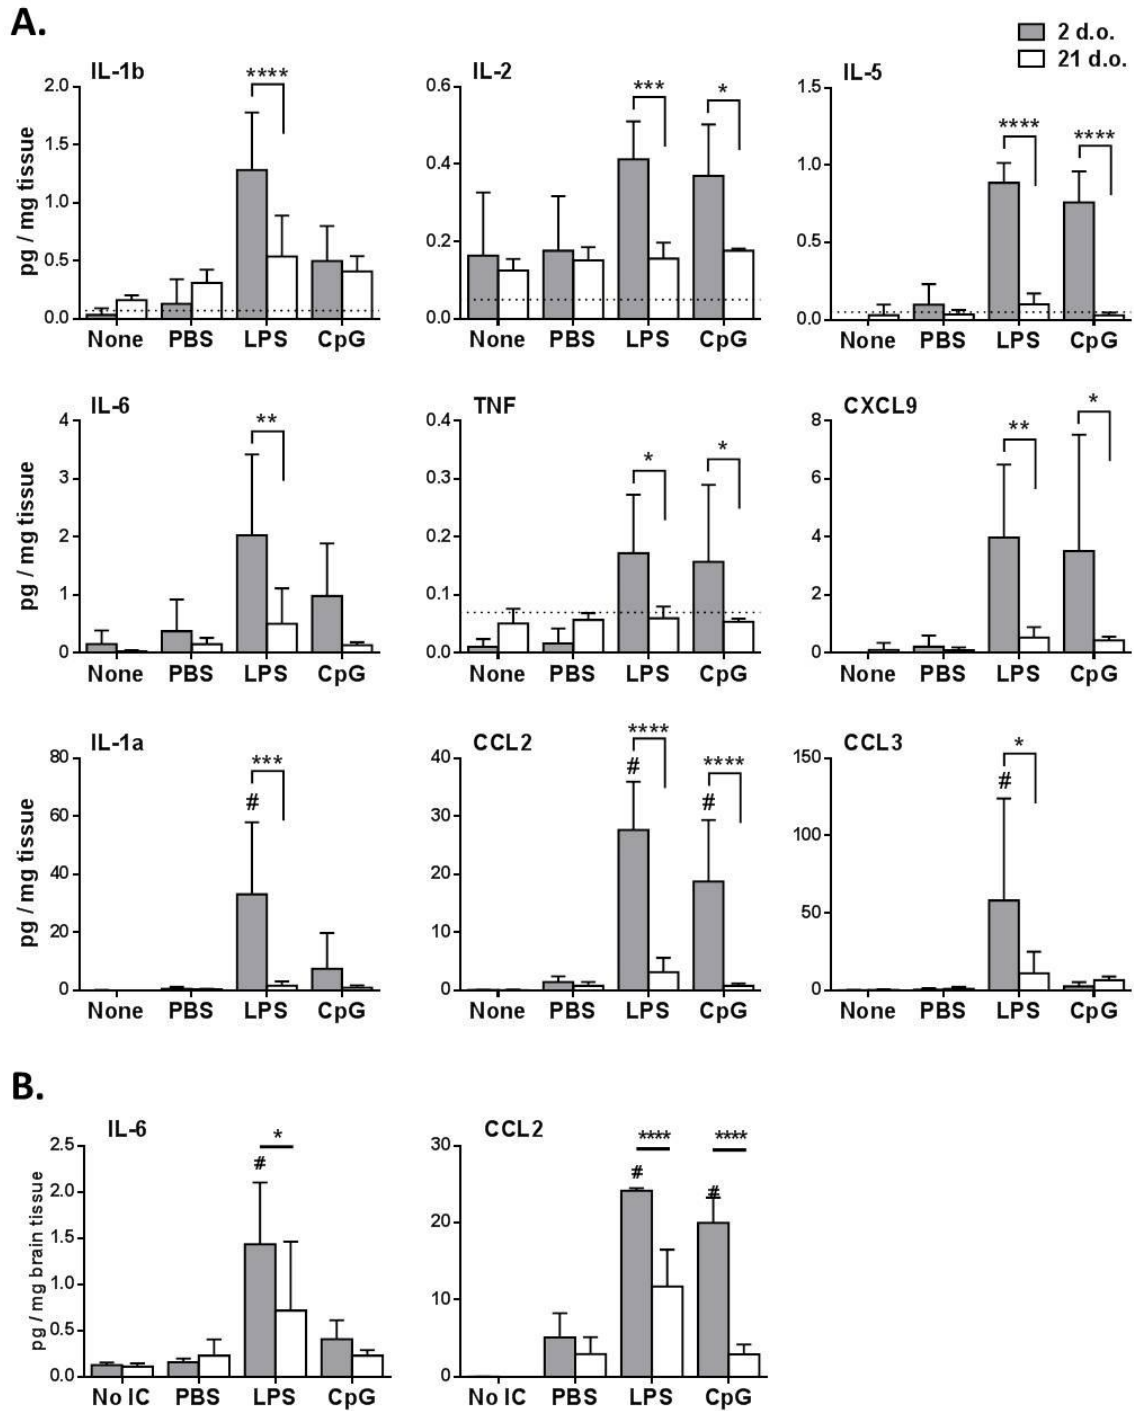 A.
2 d.o.
21 d.o.
IL-1b
IL-2
IL-5
pg / mg tissue
2.0
1.5
1.0
0.5
0.0
****
None PBS LPS CpG
0.6
0.4
0.2
0.0
***
*
None PBS LPS CpG
1.5
1.0
0.5
0.0
****
****
None PBS LPS CpG
IL-6
TNF
CXCL9
pg / mg tissue
4
3
2
1
0
**
None PBS LPS CpG
0.4
0.3
0.2
0.1
0.0
*
*
None PBS LPS CpG
8
6
4
2
0
**
*
None PBS LPS CpG
IL-1a
CCL2
CCL3
pg / mg tissue
80
60
40
20
0
***
#
None PBS LPS CpG
40
30
20
10
0
****
#
****
#
None PBS LPS CpG
150
100
50
0
*
#
None PBS LPS CpG
B.
IL-6
CCL2
pg / mg brain tissue
2.5
2.0
1.5
1.0
0.5
0.0
*
#
No IC PBS LPS CpG
30
20
10
0
****
#
****
#
No IC PBS LPS CpG